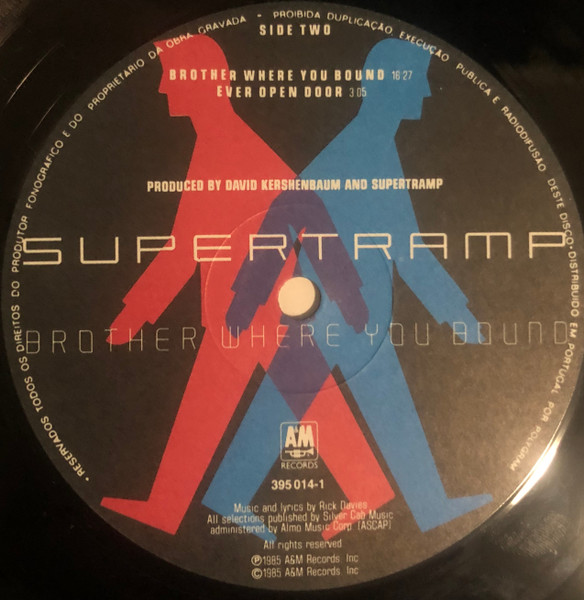 • RESERVADOS TODOS OS DIREITOS DO PRODUTOR FONOGRÁFICO E DO PROPRIETÁRIO DA OBRA GRAVADA - PROIBIDA DUPLICAÇÃO, EXECUÇÃO PÚBLICA E RADIODIFUSÃO DESTE DISCO • DISTRIBUÍDO EM PORTUGAL POR POLYGRAM
SIDE TWO
BROTHER WHERE YOU BOUND 16:27
EVER OPEN DOOR 3:05
PRODUCED BY DAVID KERSHENBAUM AND SUPERTRAMP
SUPERTRAMP
BROTHER WHERE YOU BOUND
A&M
RECORDS
395 014-1
Music and lyrics by Rick Davies
All selections published by Silver Cab Music
administered by Almo Music Corp (ASCAP)
All rights reserved
℗1985 A&M Records Inc
©1985 A&M Records Inc